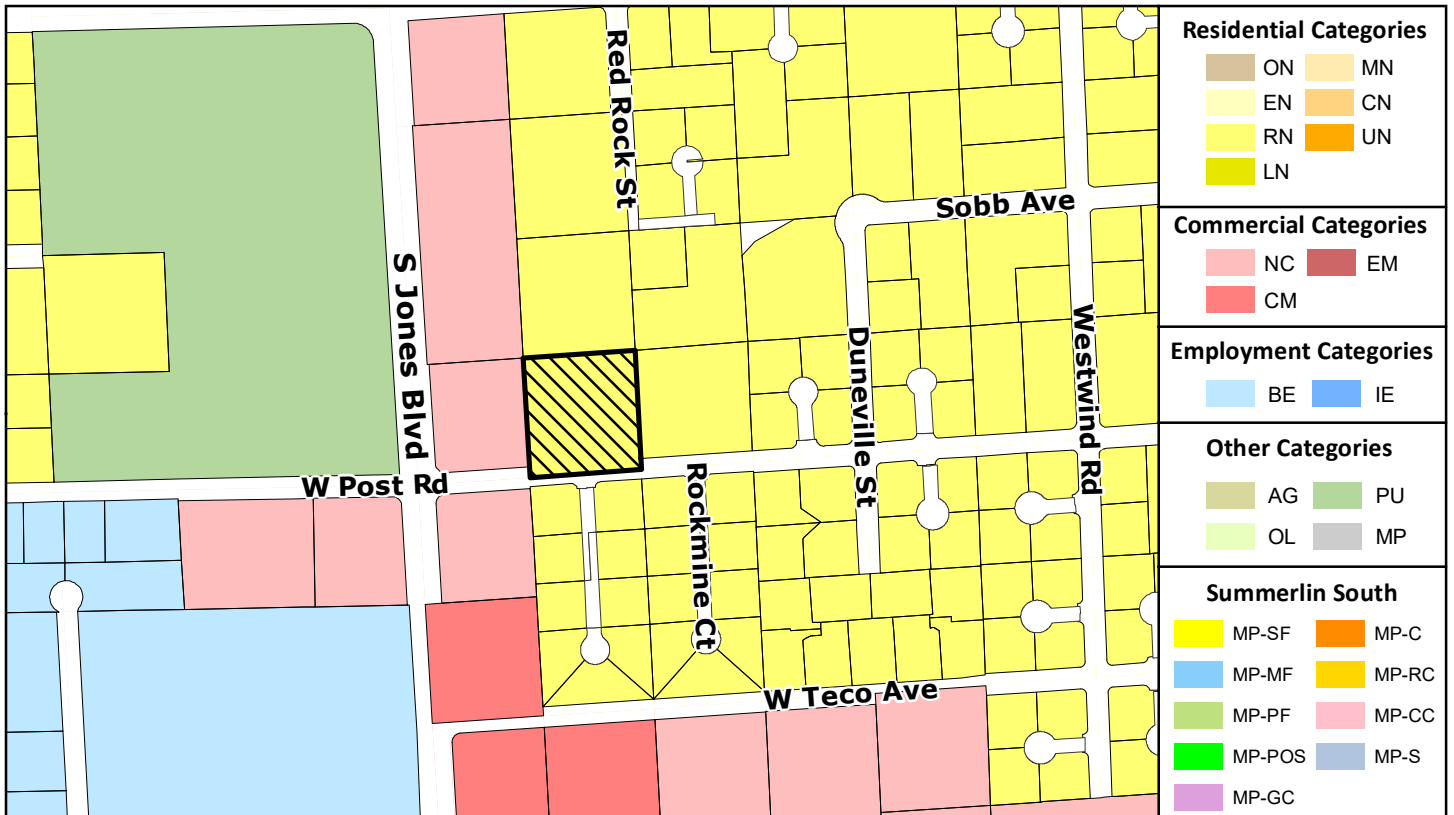 Red Rock St
Sobb Ave
S Jones Blvd
Duneville St
Westwind Rd
W Post Rd
Rockmine Ct
W Teco Ave
Residential Categories
ON MN
EN CN
RN UN
LN
Commercial Categories
NC EM
CM
Employment Categories
BE IE
Other Categories
AG PU
OL MP
Summerlin South
MP-SF MP-C
MP-MF MP-RC
MP-PF MP-CC
MP-POS MP-S
MP-GC